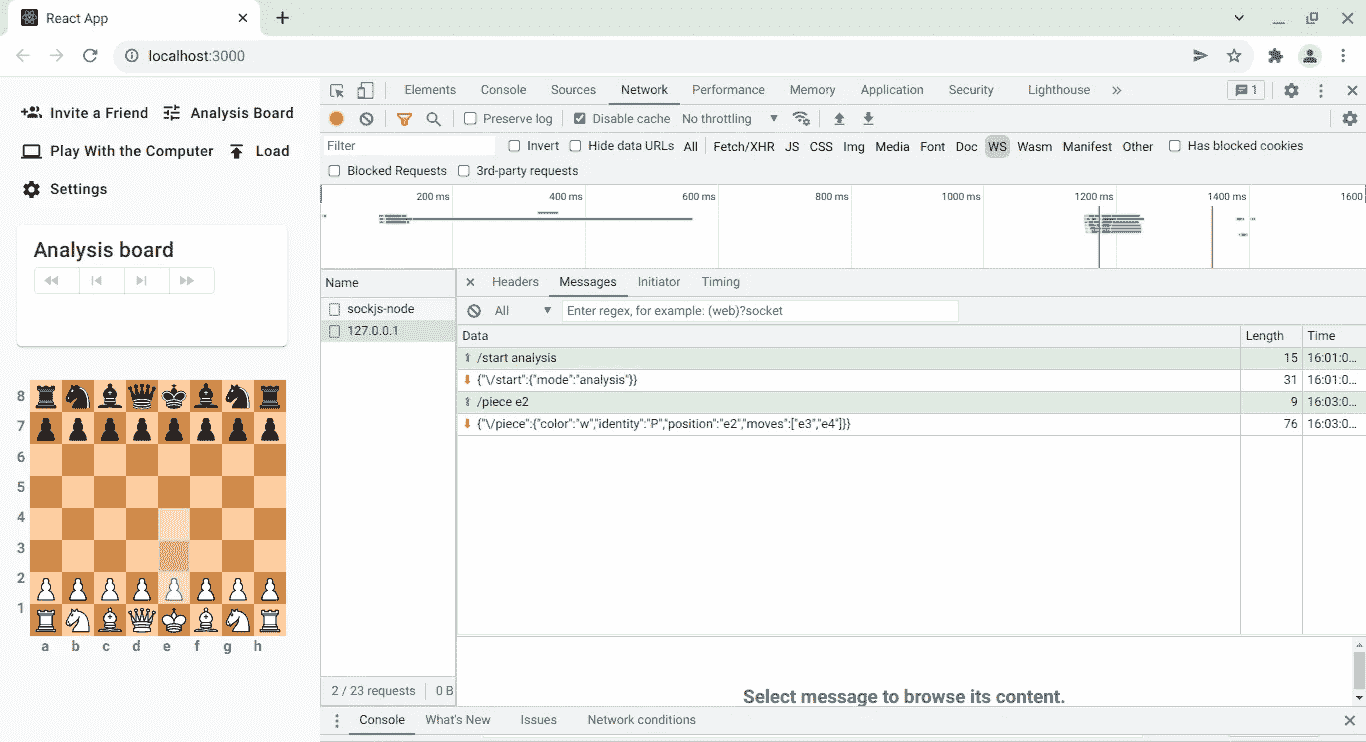 React App
localhost:3000
Invite a Friend Analysis Board
Play With the Computer Load
Settings
Analysis board
8
7
6
5
4
3
2
1
a b c d e f g h
Elements Console Sources Network Performance Memory Application Security Lighthouse » 1
Preserve log Disable cache No throttling
Filter Invert Hide data URLs All Fetch/XHR JS CSS Img Media Font Doc WS Wasm Manifest Other Has blocked cookies
Blocked Requests 3rd-party requests
200 ms 400 ms 600 ms 800 ms 1000 ms 1200 ms 1400 ms 1600
Name
sockjs-node
127.0.0.1
2 / 23 requests 0 B
Headers Messages Initiator Timing
All Enter regex, for example: (web)?socket
Data Length Time
/start analysis 15 16:01:0...
{"\/start":{"mode":"analysis"}} 31 16:01:0...
/piece e2 9 16:03:0...
{"\/piece":{"color":"w","identity":"P","position":"e2","moves":["e3","e4"]}} 76 16:03:0...
Select message to browse its content.
Console What's New Issues Network conditions